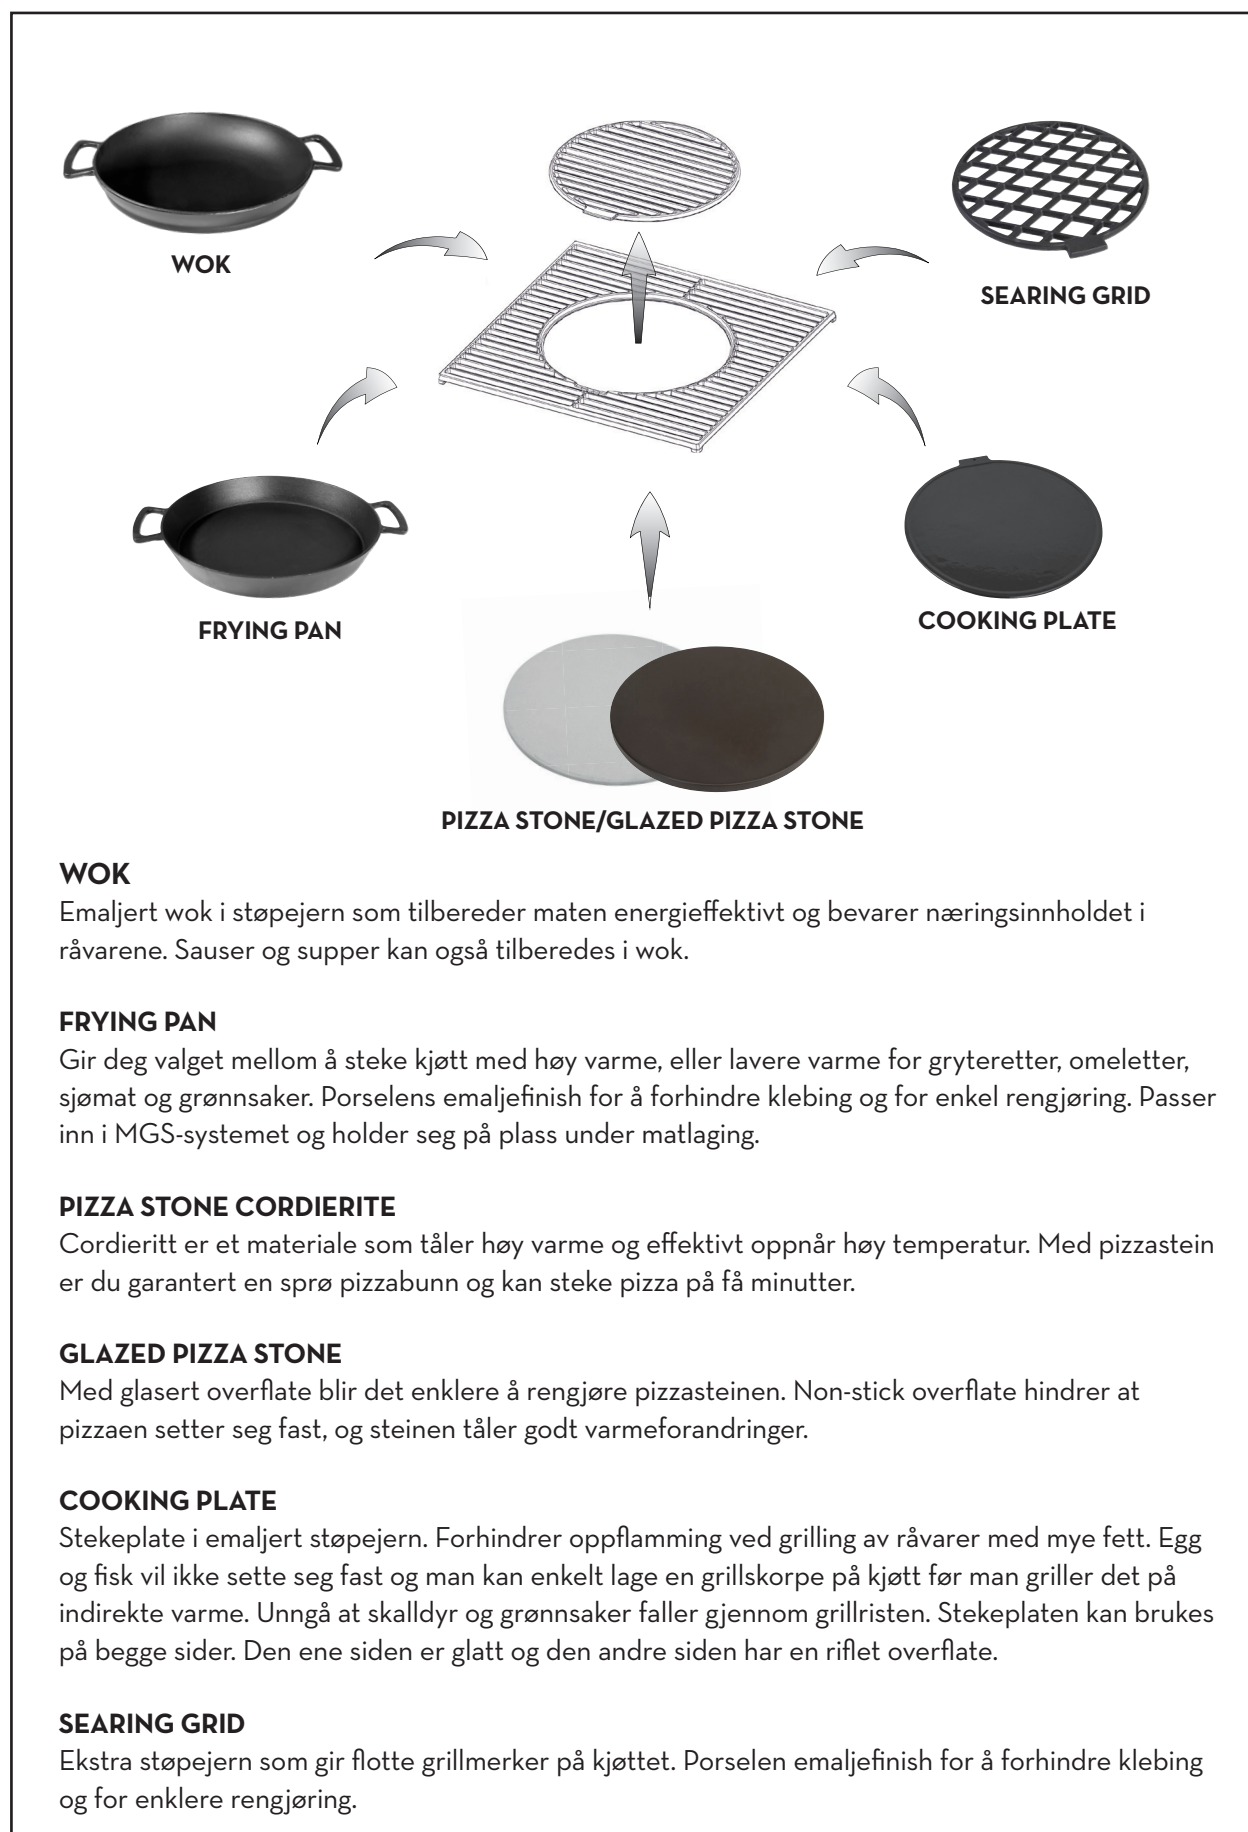 WOK
SEARING GRID
FRYING PAN
COOKING PLATE
PIZZA STONE/GLAZED PIZZA STONE
WOK
Emaljert wok i støpejern som tilbereder maten energieffektivt og bevarer næringsinnholdet i
råvarene. Sauser og supper kan også tilberedes i wok.
FRYING PAN
Gir deg valget mellom å steke kjøtt med høy varme, eller lavere varme for gryteretter, omeletter,
sjømat og grønnsaker. Porselens emaljefinish for å forhindre klebing og for enkel rengjøring. Passer
inn i MGS-systemet og holder seg på plass under matlaging.
PIZZA STONE CORDIERITE
Cordieritt er et materiale som tåler høy varme og effektivt oppnår høy temperatur. Med pizzastein
er du garantert en sprø pizzabunn og kan steke pizza på få minutter.
GLAZED PIZZA STONE
Med glasert overflate blir det enklere å rengjøre pizzasteinen. Non-stick overflate hindrer at
pizzaen setter seg fast, og steinen tåler godt varmeforandringer.
COOKING PLATE
Stekeplate i emaljert støpejern. Forhindrer oppflamming ved grilling av råvarer med mye fett. Egg
og fisk vil ikke sette seg fast og man kan enkelt lage en grillskorpe på kjøtt før man griller det på
indirekte varme. Unngå at skalldyr og grønnsaker faller gjennom grillristen. Stekeplaten kan brukes
på begge sider. Den ene siden er glatt og den andre siden har en riflet overflate.
SEARING GRID
Ekstra støpejern som gir flotte grillmerker på kjøttet. Porselen emaljefinish for å forhindre klebing
og for enklere rengjøring.